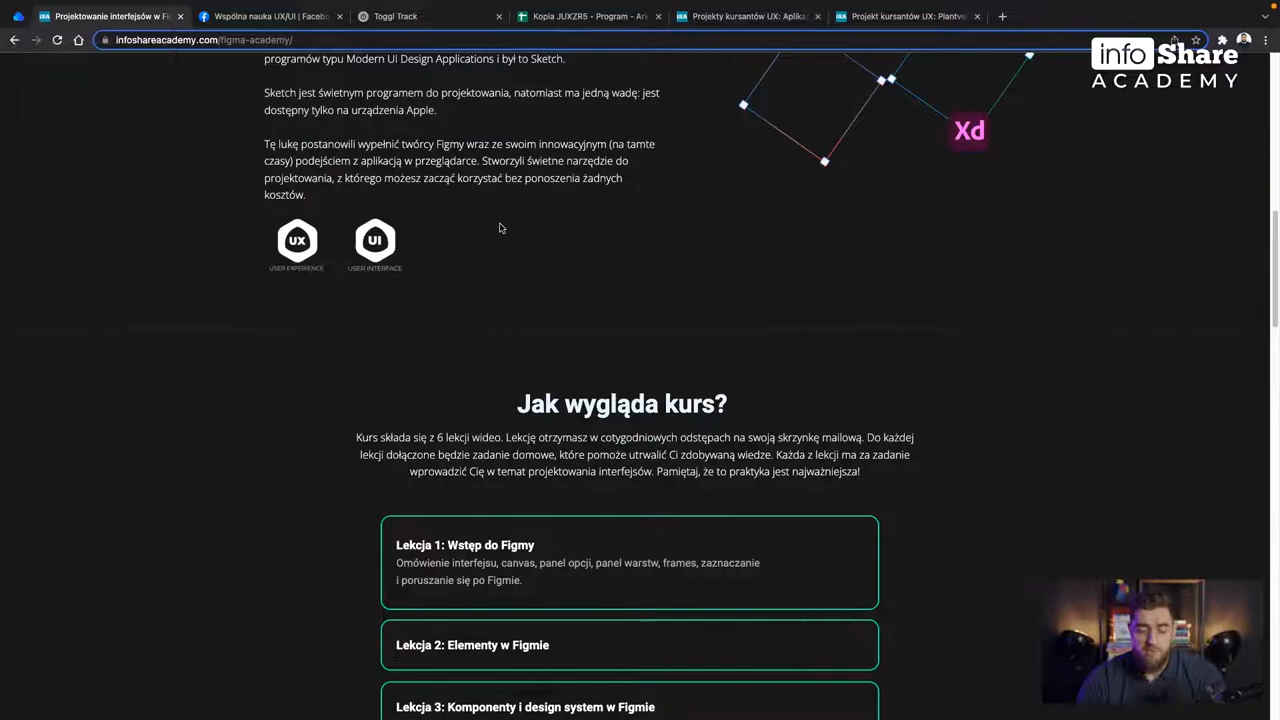 Projektowanie interfejsów w Fi
Wspólna nauka UX/UI | Facebo
Toggl Track
Kopia JUXZR5 - Program - Ark
Projekty kursantów UX: Aplika
Projekt kursantów UX: Plantve
infoshareacademy.com/figma-academy/
info Share
ACADEMY
programów typu Modern UI Design Applications i był to Sketch.
Sketch jest świetnym programem do projektowania, natomiast ma jedną wadę: jest
dostępny tylko na urządzenia Apple.
Tę lukę postanowili wypełnić twórcy Figmy wraz ze swoim innowacyjnym (na tamte
czasy) podejściem z aplikacją w przeglądarce. Stworzyli świetne narzędzie do
projektowania, z którego możesz zacząć korzystać bez ponoszenia żadnych
kosztów.
Xd
UX
UI
USER EXPERIENCE
USER INTERFACE
Jak wygląda kurs?
Kurs składa się z 6 lekcji wideo. Lekcję otrzymasz w cotygodniowych odstępach na swoją skrzynkę mailową. Do każdej
lekcji dołączone będzie zadanie domowe, które pomoże utrwalić Ci zdobywaną wiedze. Każda z lekcji ma za zadanie
wprowadzić Cię w temat projektowania interfejsów. Pamiętaj, że to praktyka jest najważniejsza!
Lekcja 1: Wstęp do Figmy
Omówienie interfejsu, canvas, panel opcji, panel warstw, frames, zaznaczanie
i poruszanie się po Figmie.
Lekcja 2: Elementy w Figmie
Lekcja 3: Komponenty i design system w Figmie